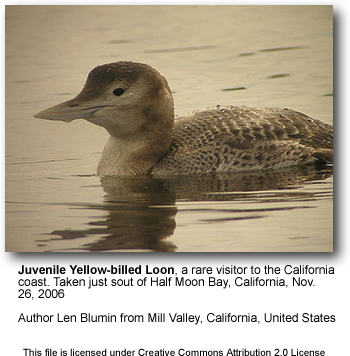 Juvenile Yellow-billed Loon, a rare visitor to the California
coast. Taken just sout of Half Moon Bay, California, Nov.
26, 2006
Author Len Blumin from Mill Valley, California, United States
This file is licensed under Creative Commons Attribution 2.0 License